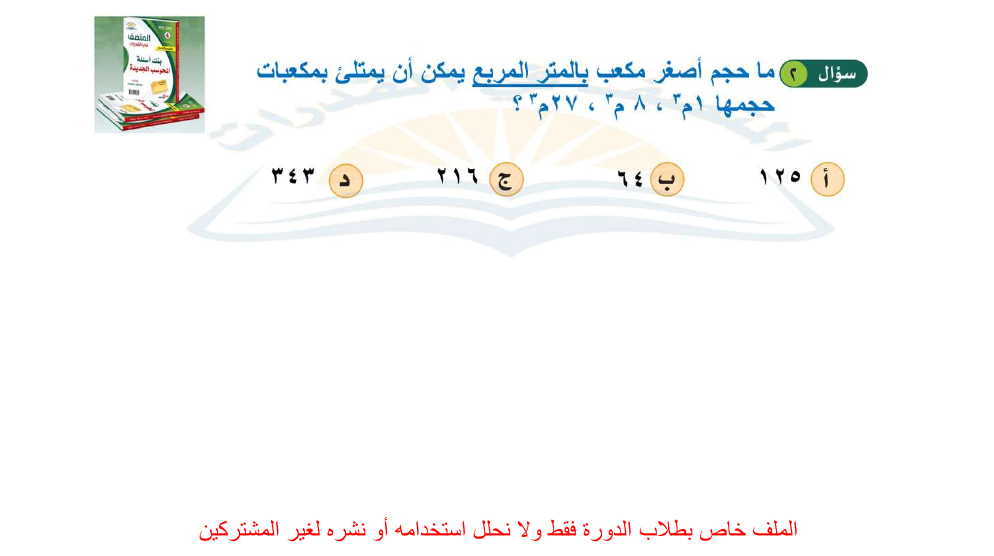 المنصف
في القدرات
بنك أسئلة
المحوسب الجديدة
سؤال ٢
ما حجم أصغر مكعب بالمتر المربع يمكن أن يمتلئ بمكعبات
حجمها ١م٣ ، ٨ م٣ ، ٢٧م٣ ؟
أ ١٢٥ ب ٦٤ ج ٢١٦ د ٣٤٣
الملف خاص بطلاب الدورة فقط ولا نحلل استخدامه أو نشره لغير المشتركين